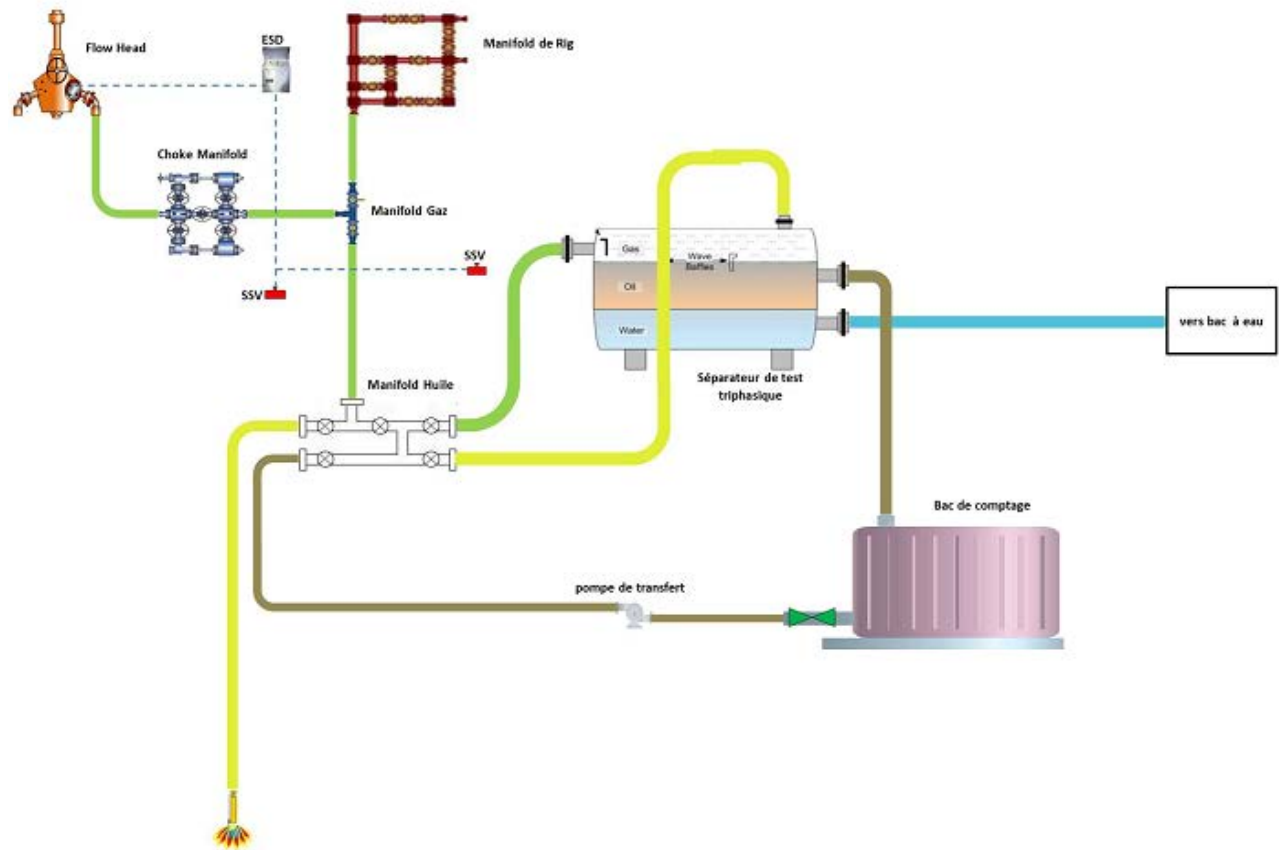 Flow Head
ESD
Manifold de Rig
Choke Manifold
Manifold Gaz
SSV
SSV
Gas
Wave
Baffles
Oil
Water
vers bac à eau
Séparateur de test
triphasique
Manifold Huile
Bac de comptage
pompe de transfert